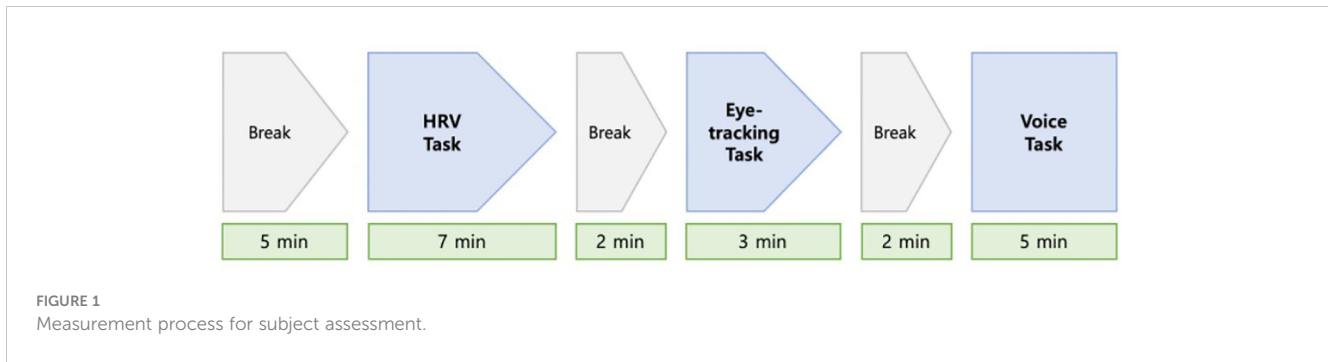 Break
HRV
Task
Break
Eye-
tracking
Task
Break
Voice
Task
5 min
7 min
2 min
3 min
2 min
5 min
FIGURE 1
Measurement process for subject assessment.